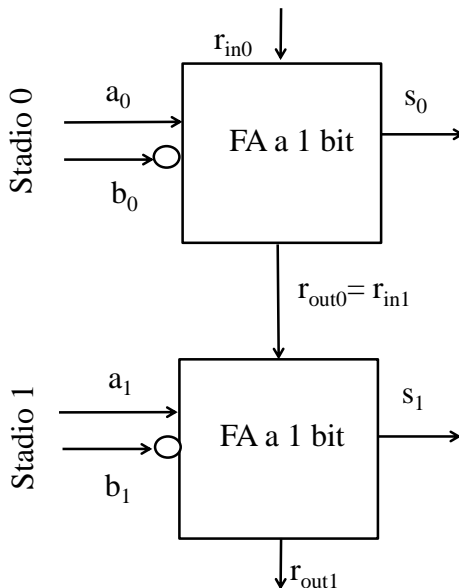 r_in0
Stadio 0
a_0
b_0
FA a 1 bit
s_0
r_out0= r_in1
Stadio 1
a_1
b_1
FA a 1 bit
s_1
r_out1